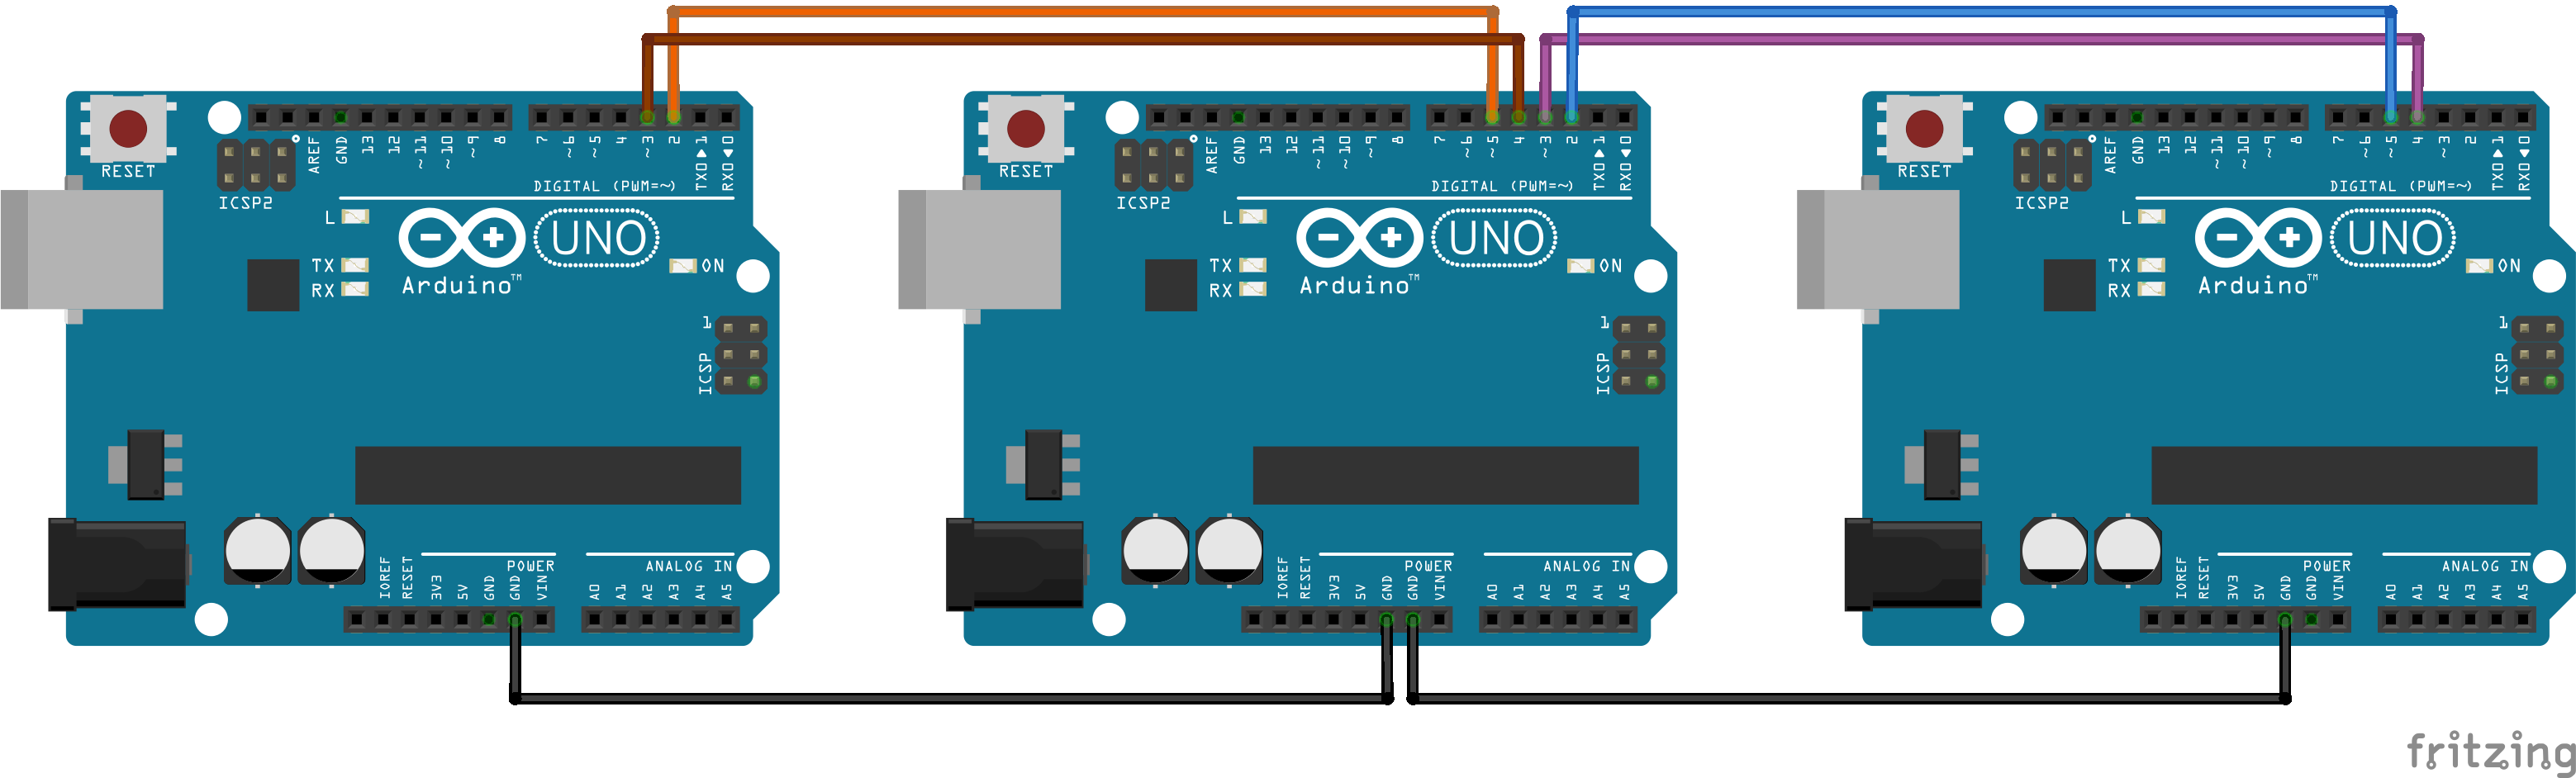 RESET
ICSP2
AREF
GND
13
12
~11
~10
~9
8
7
~6
~5
4
~3
2
TX0▶1
RX0◀0
DIGITAL (PWM=~)
L
TX
RX
UNO
Arduino™
ON
1
ICSP
IOREF
RESET
3V3
5V
GND
GND
VIN
POWER
A0
A1
A2
A3
A4
A5
ANALOG IN
RESET
ICSP2
AREF
GND
13
12
~11
~10
~9
8
7
~6
~5
4
~3
2
TX0▶1
RX0◀0
DIGITAL (PWM=~)
L
TX
RX
UNO
Arduino™
ON
1
ICSP
IOREF
RESET
3V3
5V
GND
GND
VIN
POWER
A0
A1
A2
A3
A4
A5
ANALOG IN
RESET
ICSP2
AREF
GND
13
12
~11
~10
~9
8
7
~6
~5
4
~3
2
TX0▶1
RX0◀0
DIGITAL (PWM=~)
L
TX
RX
UNO
Arduino™
ON
1
ICSP
IOREF
RESET
3V3
5V
GND
GND
VIN
POWER
A0
A1
A2
A3
A4
A5
ANALOG IN
fritzing